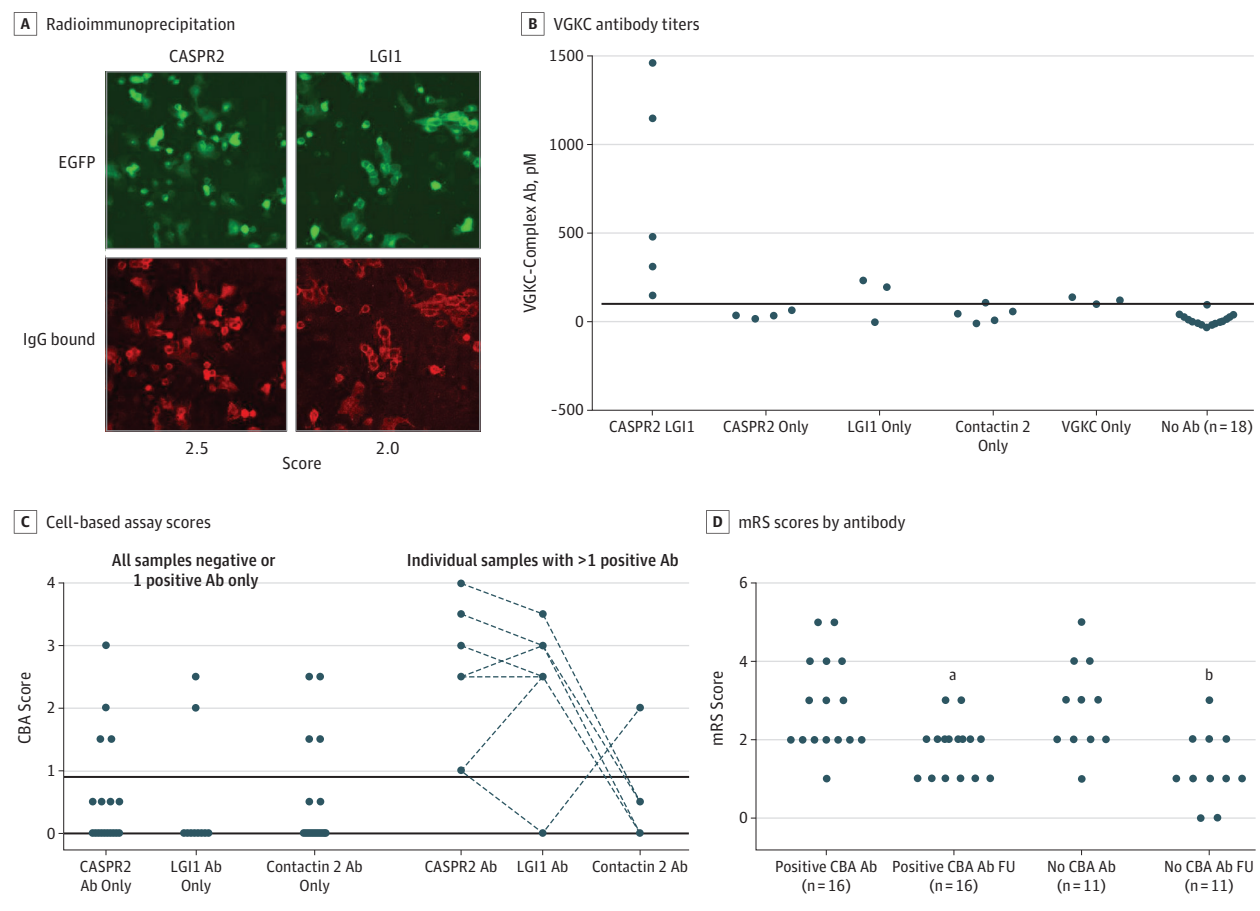 A Radioimmunoprecipitation
CASPR2
LGI1
EGFP
IgG bound
2.5
2.0
Score
B VGKC antibody titers
VGKC-Complex Ab, pM
1500
1000
500
0
-500
CASPR2 LGI1
CASPR2 Only
LGI1 Only
Contactin 2
Only
VGKC Only
No Ab (n=18)
C Cell-based assay scores
All samples negative or
1 positive Ab only
Individual samples with >1 positive Ab
CBA Score
4
3
2
1
0
CASPR2
Ab Only
LGI1 Ab
Only
Contactin 2 Ab
Only
CASPR2 Ab
LGI1 Ab
Contactin 2 Ab
D mRS scores by antibody
mRS Score
6
4
2
0
a
b
Positive CBA Ab
(n=16)
Positive CBA Ab FU
(n=16)
No CBA Ab
(n=11)
No CBA Ab FU
(n=11)